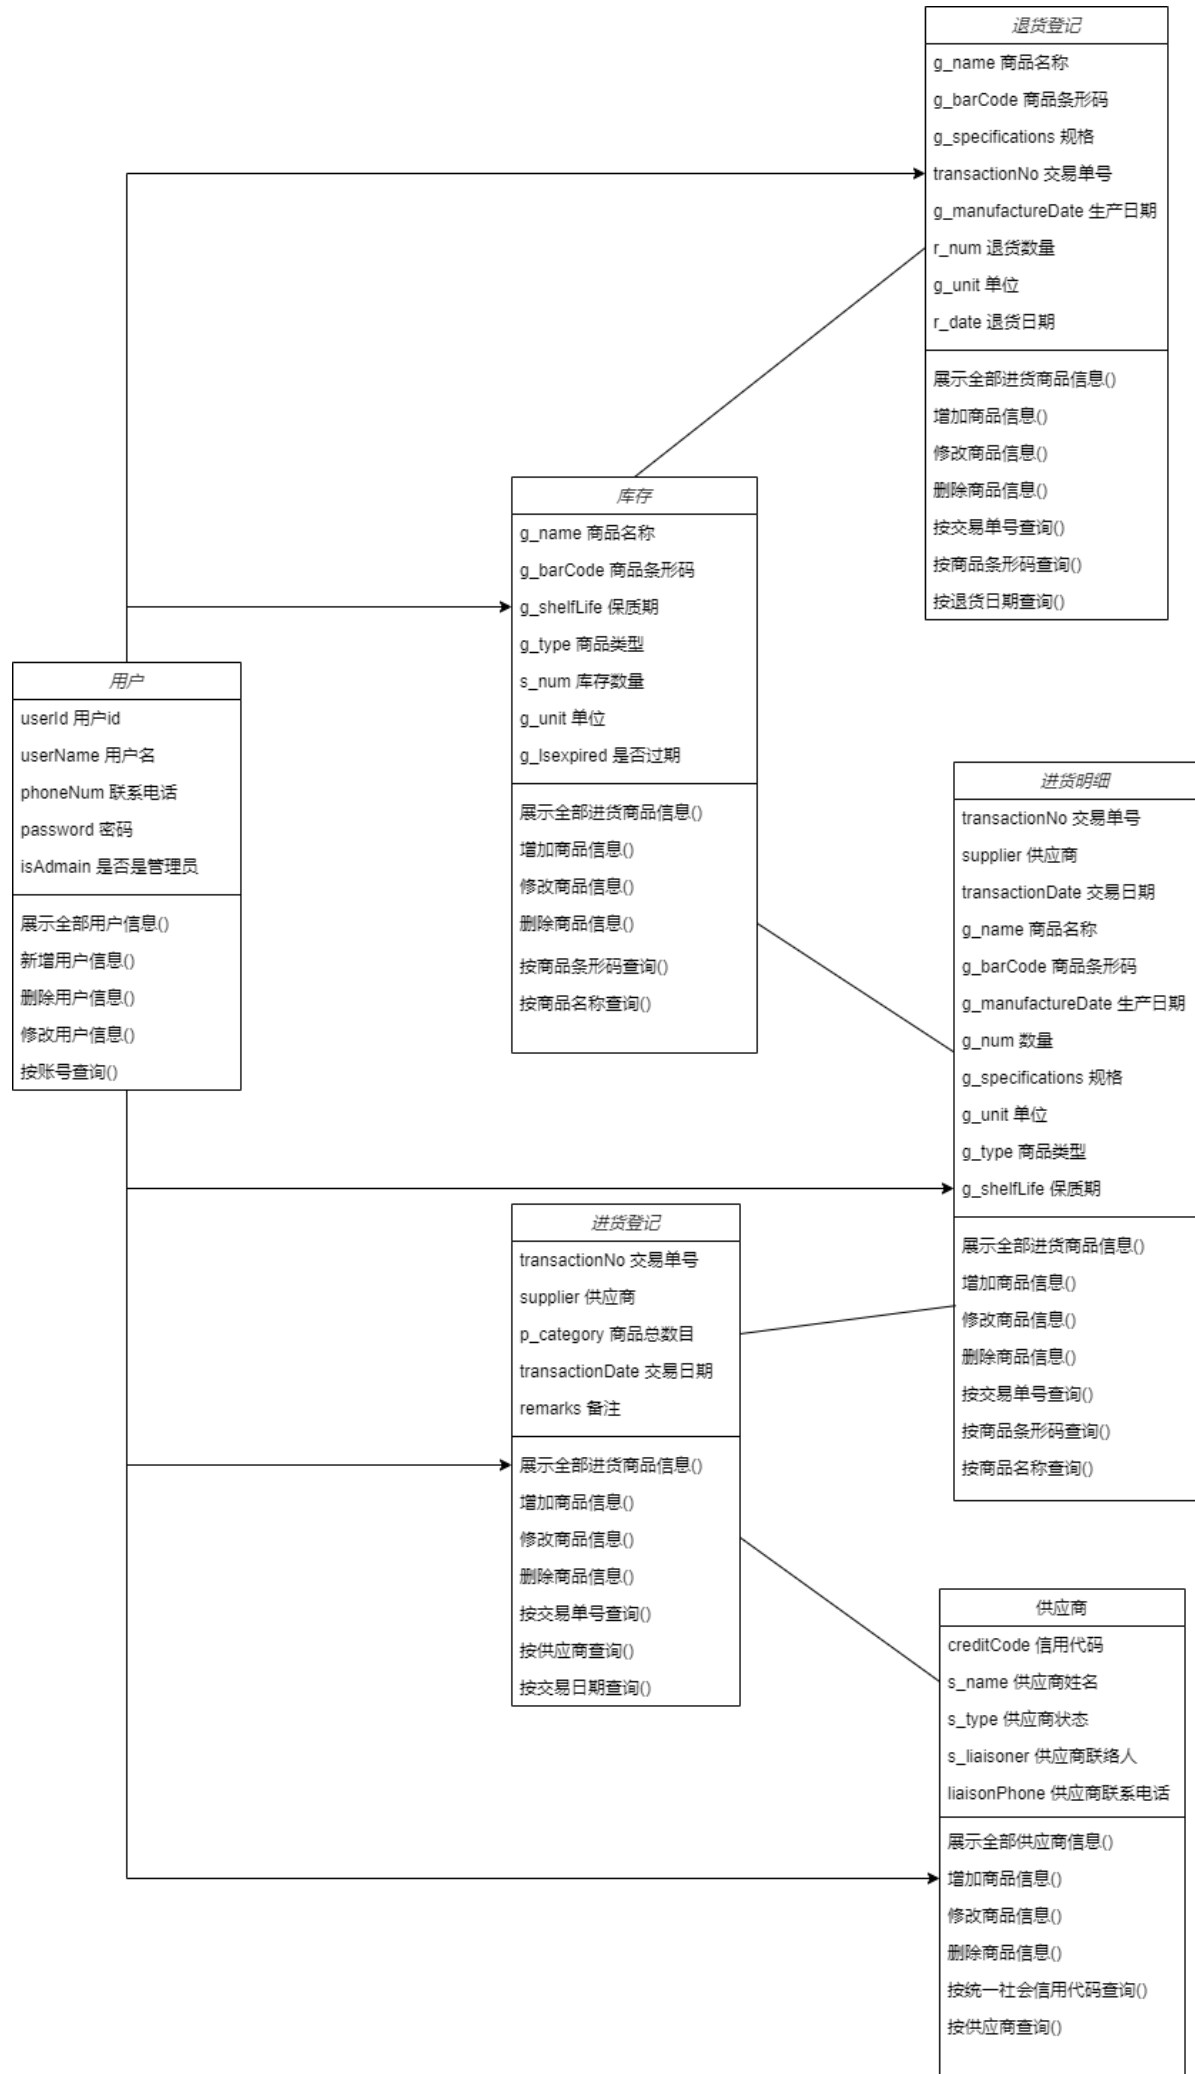 退货登记
g_name 商品名称
g_barCode 商品条形码
g_specifications 规格
transactionNo 交易单号
g_manufactureDate 生产日期
r_num 退货数量
g_unit 单位
r_date 退货日期
展示全部进货商品信息()
增加商品信息()
修改商品信息()
删除商品信息()
按交易单号查询()
按商品条形码查询()
按退货日期查询()
库存
g_name 商品名称
g_barCode 商品条形码
g_shelfLife 保质期
g_type 商品类型
s_num 库存数量
g_unit 单位
g_Isexpired 是否过期
展示全部进货商品信息()
增加商品信息()
修改商品信息()
删除商品信息()
按商品条形码查询()
按商品名称查询()
用户
userId 用户id
userName 用户名
phoneNum 联系电话
password 密码
isAdmain 是否是管理员
展示全部用户信息()
新增用户信息()
删除用户信息()
修改用户信息()
按账号查询()
进货明细
transactionNo 交易单号
supplier 供应商
transactionDate 交易日期
g_name 商品名称
g_barCode 商品条形码
g_manufactureDate 生产日期
g_num 数量
g_specifications 规格
g_unit 单位
g_type 商品类型
g_shelfLife 保质期
展示全部进货商品信息()
增加商品信息()
修改商品信息()
删除商品信息()
按交易单号查询()
按商品条形码查询()
按商品名称查询()
进货登记
transactionNo 交易单号
supplier 供应商
p_category 商品总数目
transactionDate 交易日期
remarks 备注
展示全部进货商品信息()
增加商品信息()
修改商品信息()
删除商品信息()
按交易单号查询()
按供应商查询()
按交易日期查询()
供应商
creditCode 信用代码
s_name 供应商姓名
s_type 供应商状态
s_liaisoner 供应商联络人
liaisonPhone 供应商联系电话
展示全部供应商信息()
增加商品信息()
修改商品信息()
删除商品信息()
按统一社会信用代码查询()
按供应商查询()